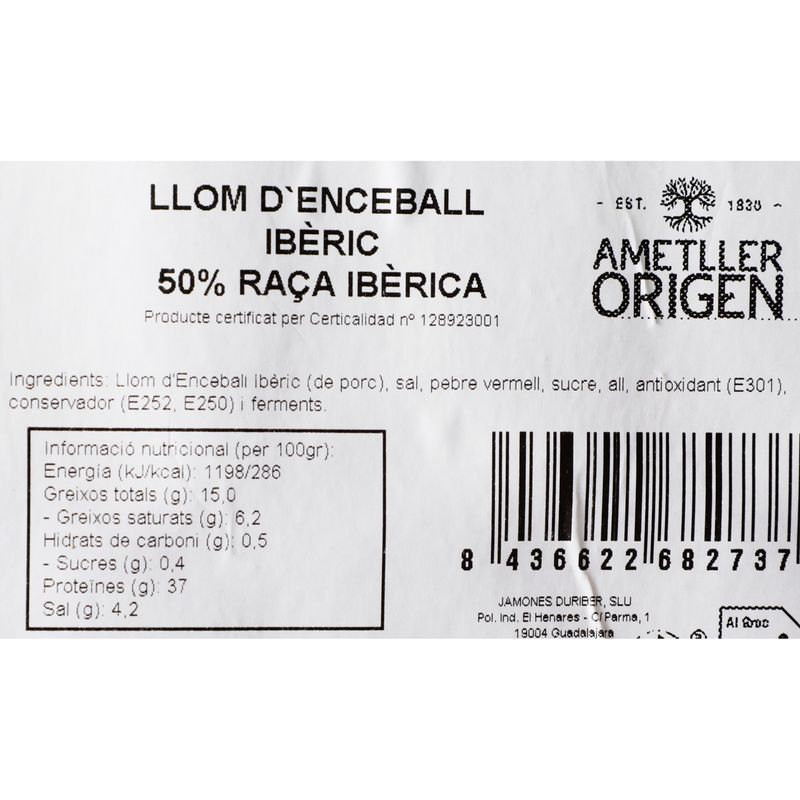 LLOM D`ENCEBALL
IBÈRIC
50% RAÇA IBÈRICA
Producte certificat per Certicalidad nº 128923001
- EST. 1830 -
AMETLLER
ORIGEN
Ingredients: Llom d'Enceball Ibèric (de porc), sal, pebre vermell, sucre, all, antioxidant (E301),
conservador (E252, E250) i ferments.
Informació nutricional (per 100gr):
Energía (kJ/kcal): 1198/286
Greixos totals (g): 15,0
- Greixos saturats (g): 6,2
Hidrats de carboni (g): 0,5
- Sucres (g): 0,4
Proteïnes (g): 37
Sal (g): 4,2
8 436622 682737
JAMONES DURIBER, SLU
Pol. Ind. El Henares - C/ Parma, 1
19004 Guadalajara
Al